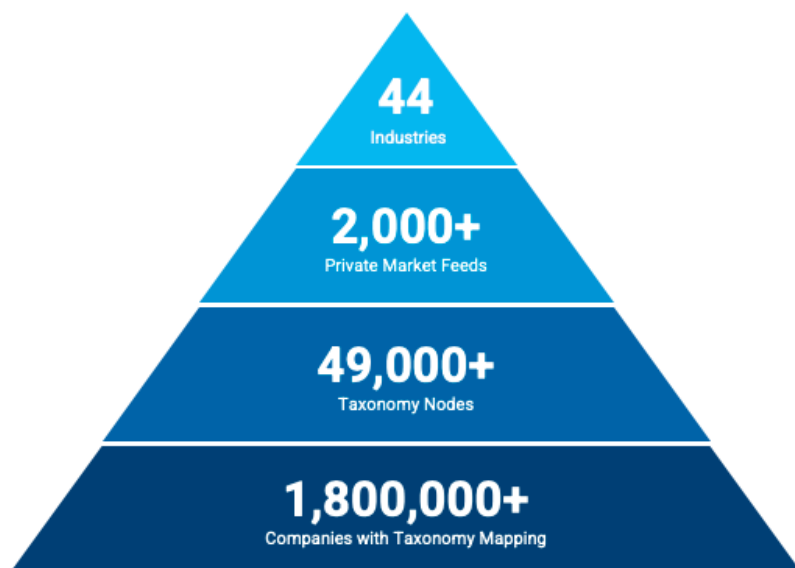 44
Industries
2,000+
Private Market Feeds
49,000+
Taxonomy Nodes
1,800,000+
Companies with Taxonomy Mapping